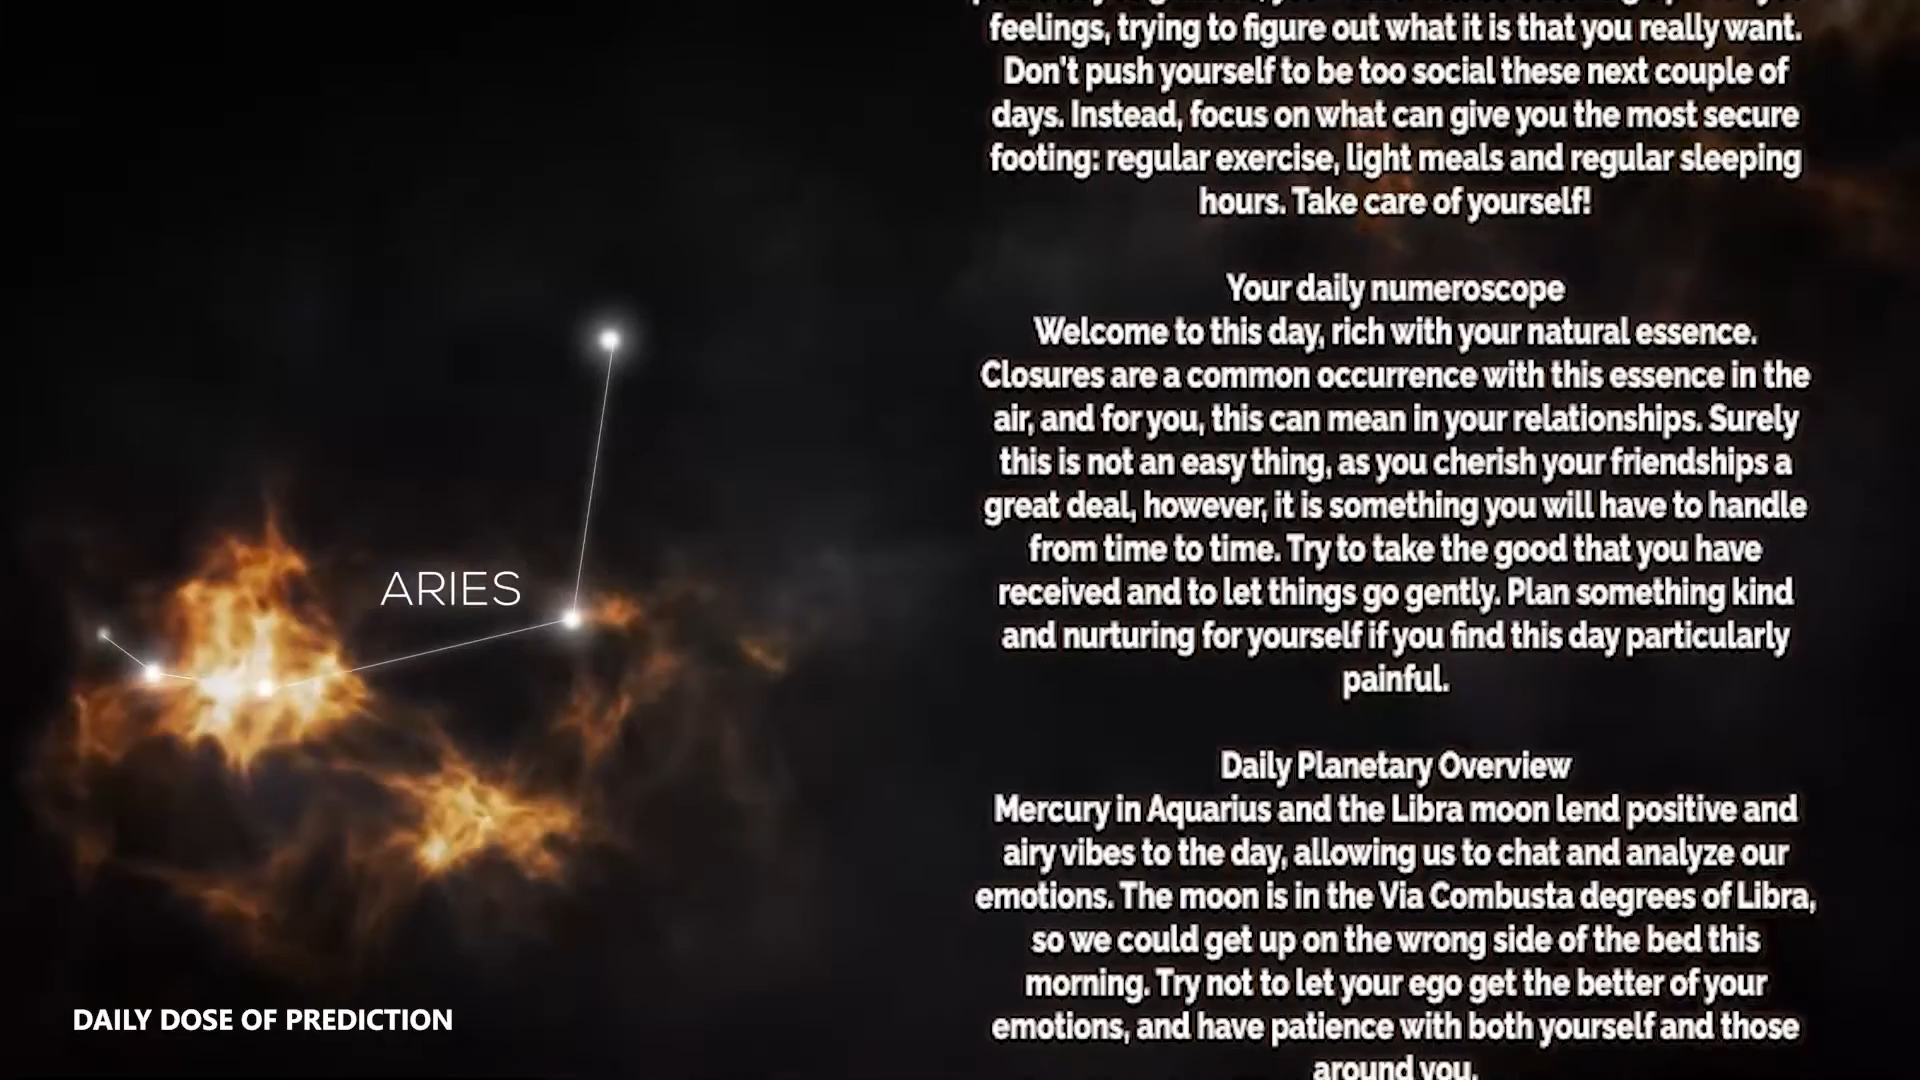 feelings, trying to figure out what it is that you really want.
Don't push yourself to be too social these next couple of
days. Instead, focus on what can give you the most secure
footing: regular exercise, light meals and regular sleeping
hours. Take care of yourself!
Your daily numeroscope
Welcome to this day, rich with your natural essence.
Closures are a common occurrence with this essence in the
air, and for you, this can mean in your relationships. Surely
this is not an easy thing, as you cherish your friendships a
great deal, however, it is something you will have to handle
from time to time. Try to take the good that you have
received and to let things go gently. Plan something kind
and nurturing for yourself if you find this day particularly
painful.
Daily Planetary Overview
Mercury in Aquarius and the Libra moon lend positive and
airy vibes to the day, allowing us to chat and analyze our
emotions. The moon is in the Via Combusta degrees of Libra,
so we could get up on the wrong side of the bed this
morning. Try not to let your ego get the better of your
emotions, and have patience with both yourself and those
around you.
ARIES
DAILY DOSE OF PREDICTION